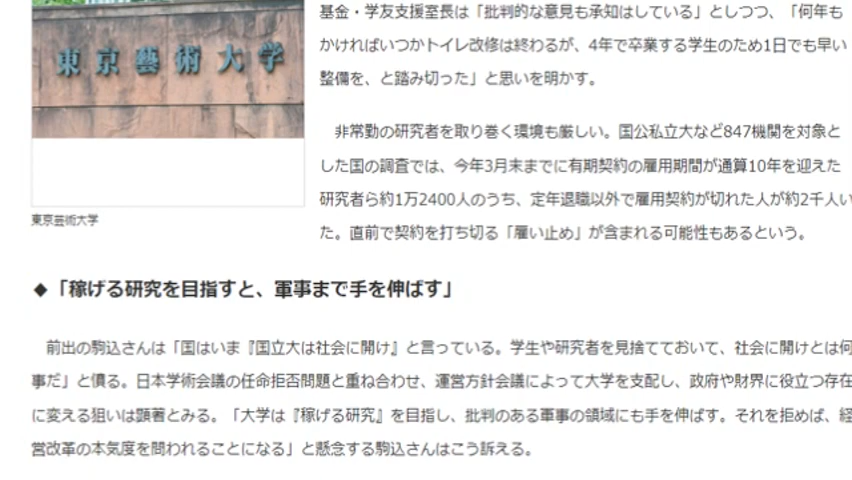 東京藝術大学
東京芸術大学
基金・学友支援室長は「批判的な意見も承知はしている」としつつ、「何年も
かければいつかトイレ改修は終わるが、4年で卒業する学生のため1日でも早い
整備を、と踏み切った」と思いを明かす。
非常勤の研究者を取り巻く環境も厳しい。国公私立大など847機関を対象と
した国の調査では、今年3月末までに有期契約の雇用期間が通算10年を迎えた
研究者ら約1万2400人のうち、定年退職以外で雇用契約が切れた人が約2千人い
た。直前で契約を打ち切る「雇い止め」が含まれる可能性もあるという。
◆「稼げる研究を目指すと、軍事まで手を伸ばす」
前出の駒込さんは「国はいま『国立大は社会に開け』と言っている。学生や研究者を見捨てておいて、社会に開けとは何
事だ」と憤る。日本学術会議の任命拒否問題と重ね合わせ、運営方針会議によって大学を支配し、政府や財界に役立つ存在
に変える狙いは顕著とみる。「大学は『稼げる研究』を目指し、批判のある軍事の領域にも手を伸ばす。それを拒めば、経
営改革の本気度を問われることになる」と懸念する駒込さんはこう訴える。